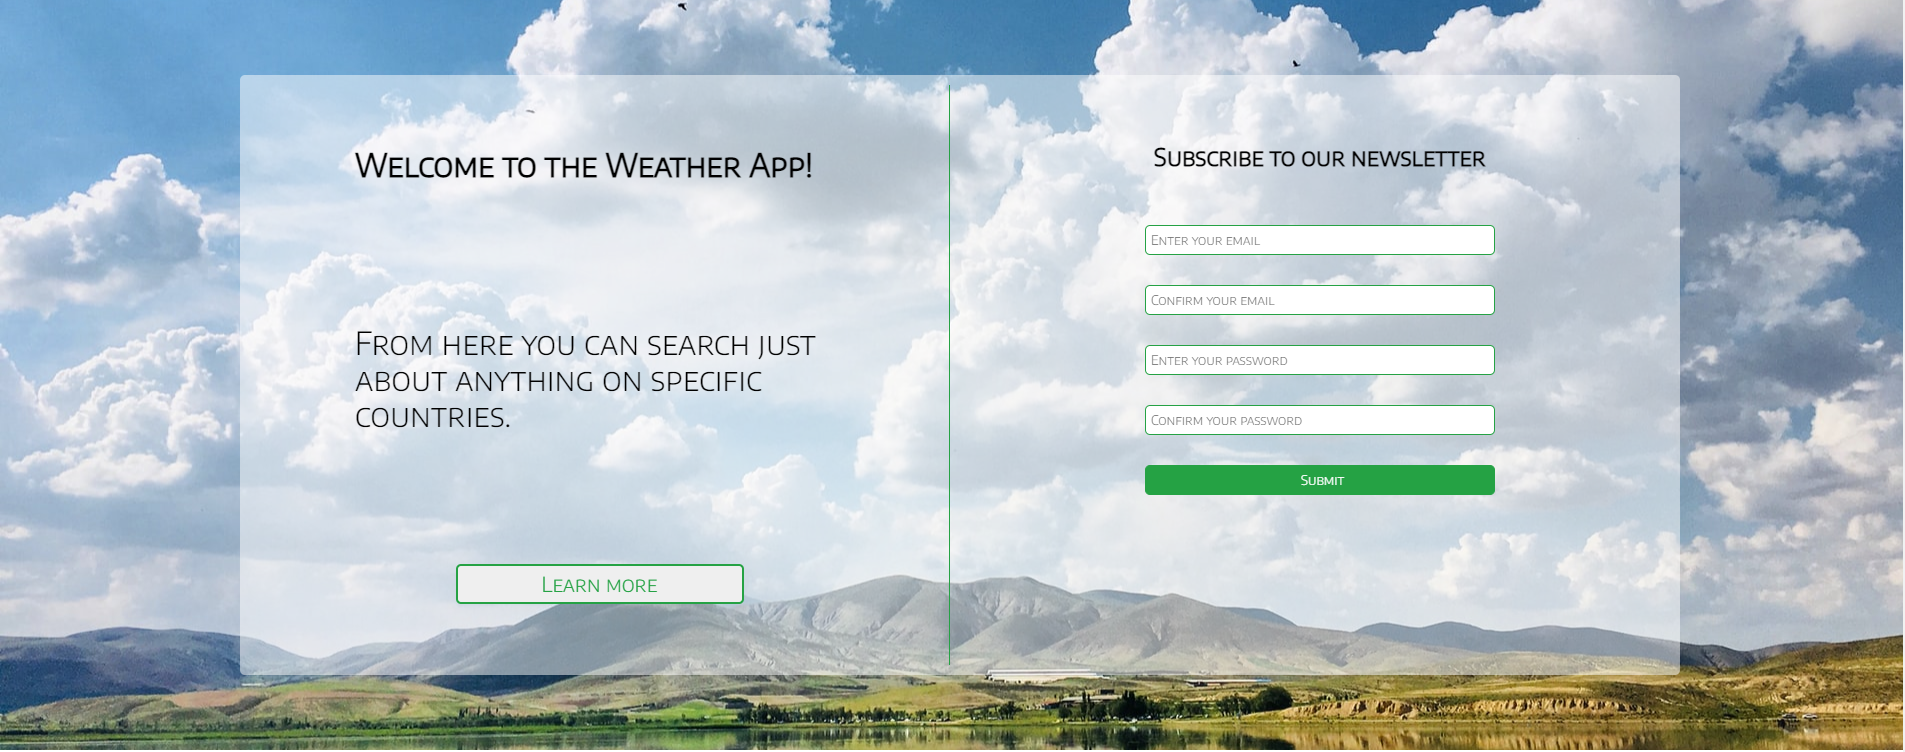 Welcome to the Weather App!
From here you can search just
about anything on specific
countries.
Learn more
Subscribe to our newsletter
Enter your email
Confirm your email
Enter your password
Confirm your password
Submit